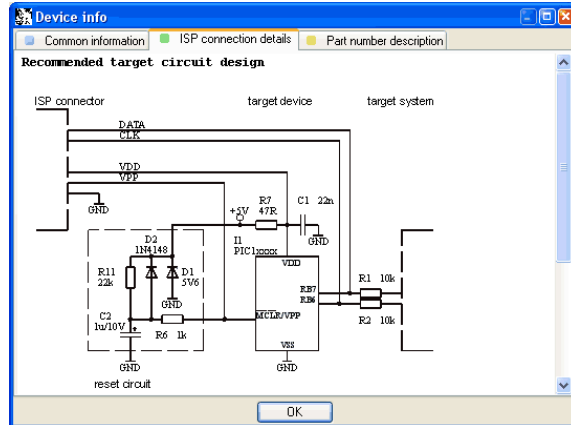 Device info
Common information
ISP connection details
Part number description
Recommended target circuit design
ISP connector
target device
target system
DATA
CLK
VDD
VPP
GND
R7
47R
C1 22n
+5V
GND
D2
1N4148
I1
PIC1xxxx
VDD
R11
22k
D1
5V6
RB7
RB6
R1 10k
GND
C2
1u/10V
+
R6 1k
MCLR/VPP
R2 10k
VSS
GND
GND
reset circuit
OK